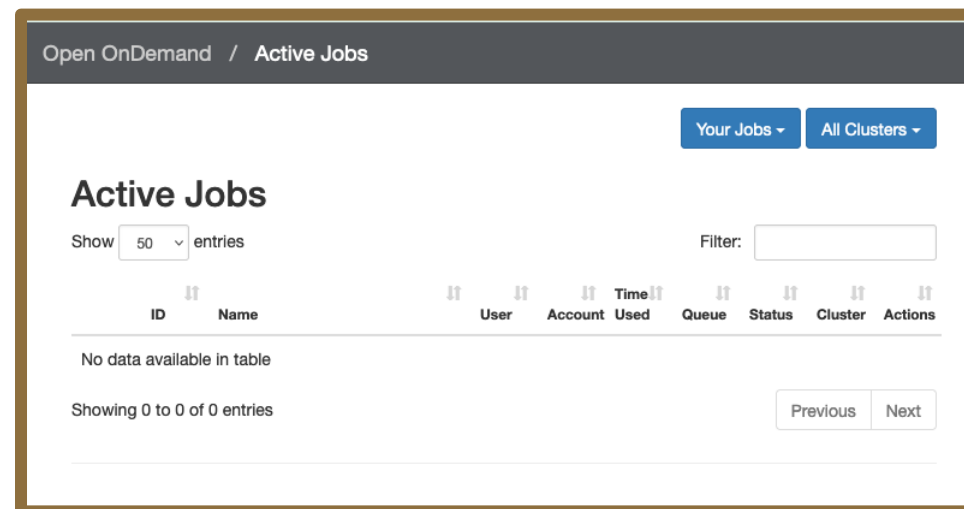 Open OnDemand / Active Jobs
Your Jobs All Clusters
Active Jobs
Show 50 entries Filter:
ID Name User Account Time Used Queue Status Cluster Actions
No data available in table
Showing 0 to 0 of 0 entries Previous Next